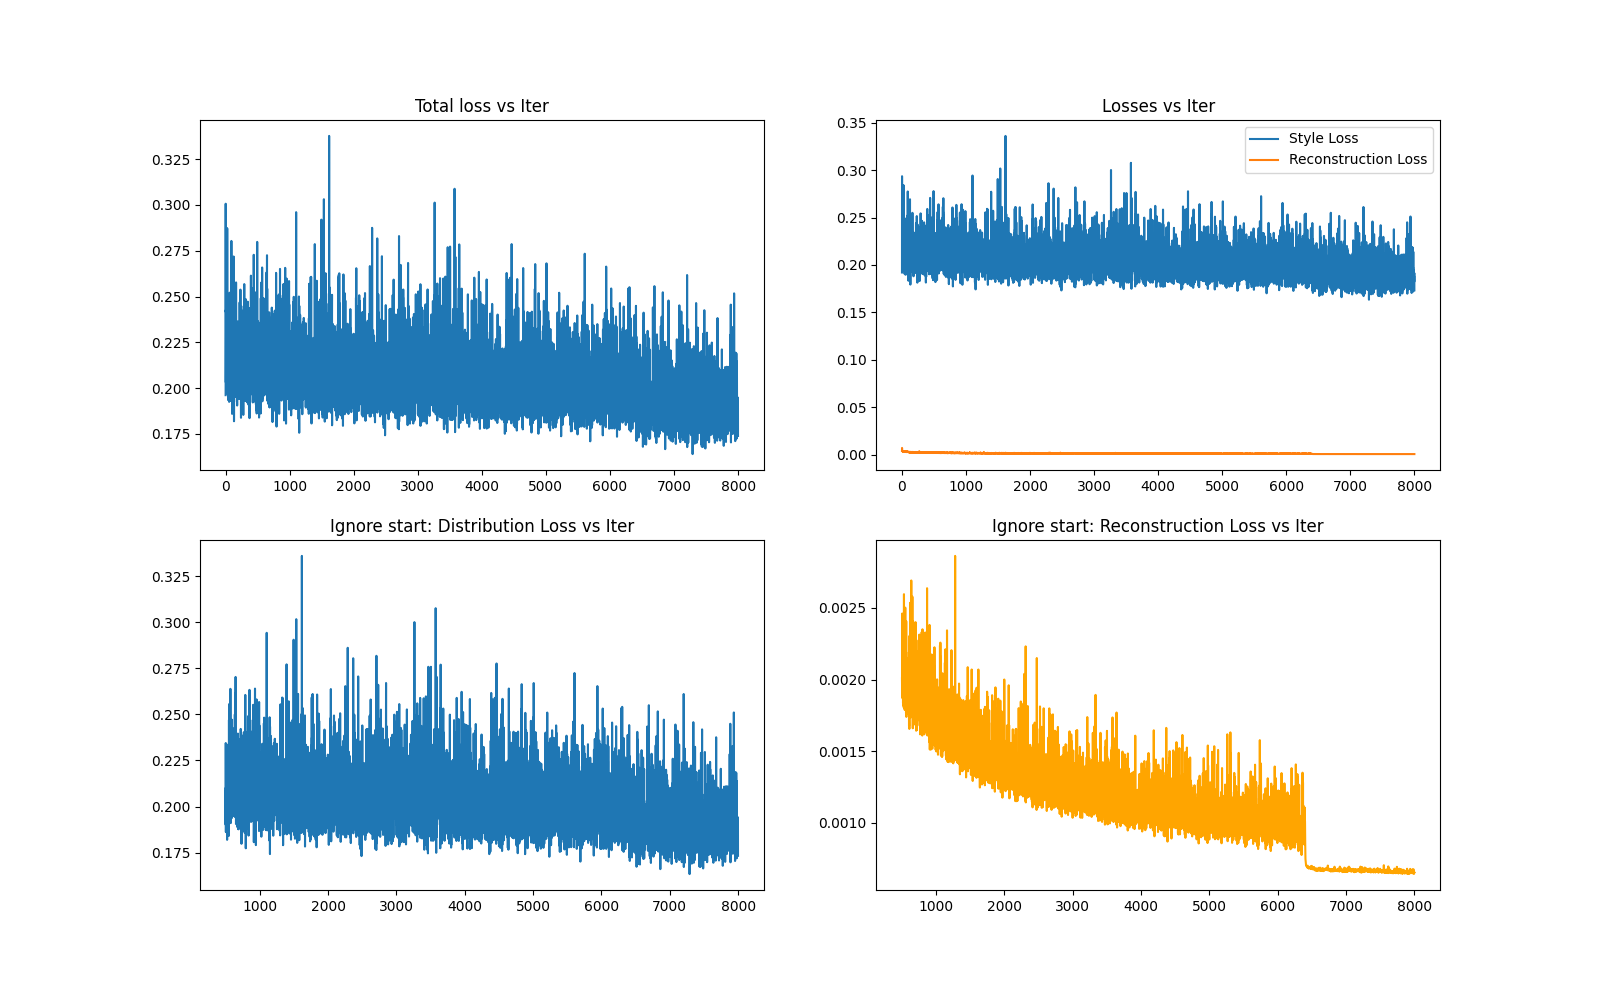 Total loss vs Iter
0.325
0.300
0.275
0.250
0.225
0.200
0.175
0 1000 2000 3000 4000 5000 6000 7000 8000
Losses vs Iter
Style Loss
Reconstruction Loss
0.35
0.30
0.25
0.20
0.15
0.10
0.05
0.00
0 1000 2000 3000 4000 5000 6000 7000 8000
Ignore start: Distribution Loss vs Iter
0.325
0.300
0.275
0.250
0.225
0.200
0.175
1000 2000 3000 4000 5000 6000 7000 8000
Ignore start: Reconstruction Loss vs Iter
0.0025
0.0020
0.0015
0.0010
1000 2000 3000 4000 5000 6000 7000 8000